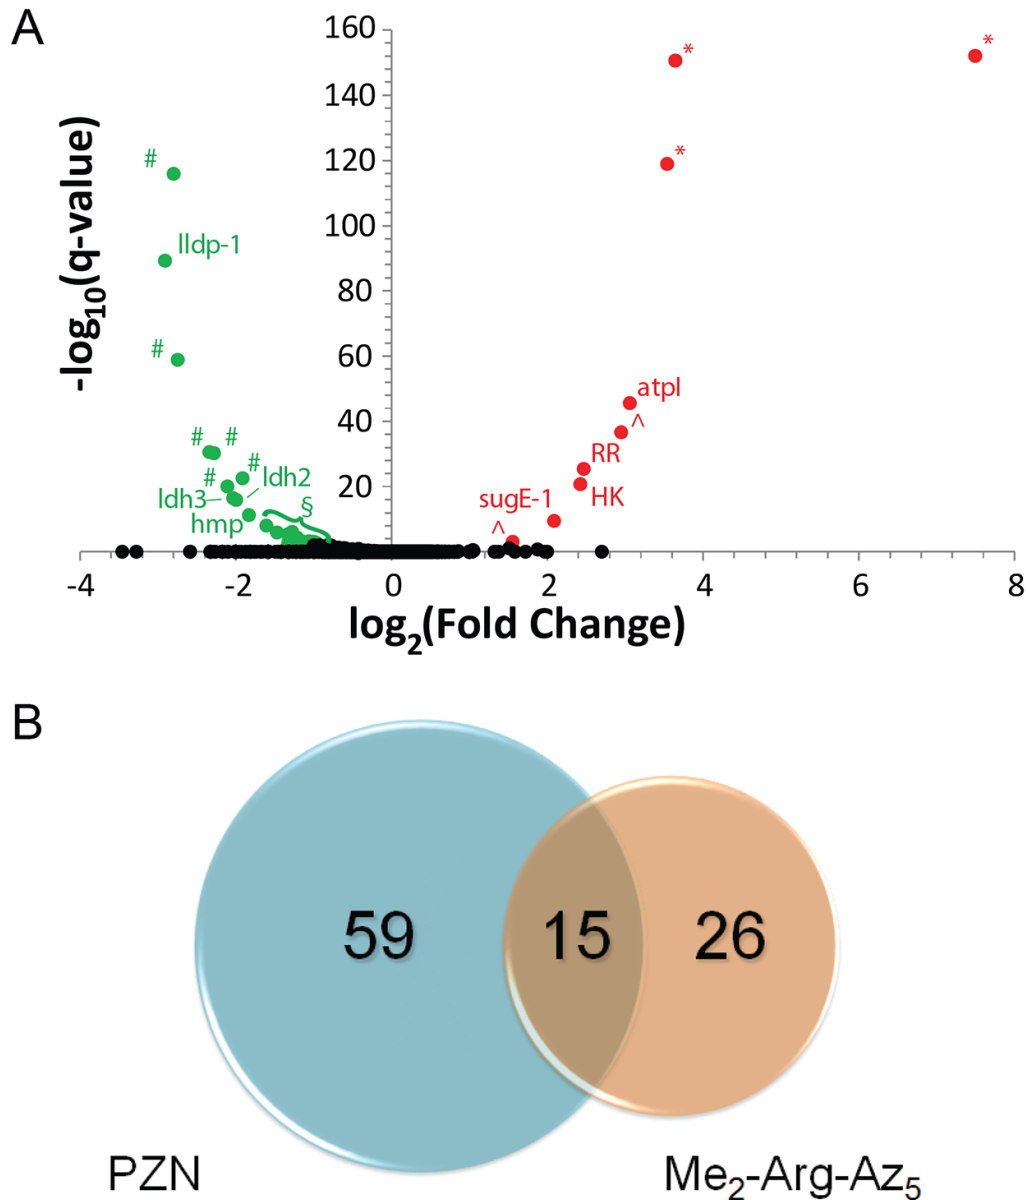 A
160
140
120
100
80
60
40
20
-log10(q-value)
*
*
*
#
lldp-1
#
# #
#
#
ldh2
ldh3
§
hmp
atpI
^
RR
HK
sugE-1
^
-4 -2 0 2 4 6 8
log2(Fold Change)
B
59 15 26
PZN
Me2-Arg-Az5